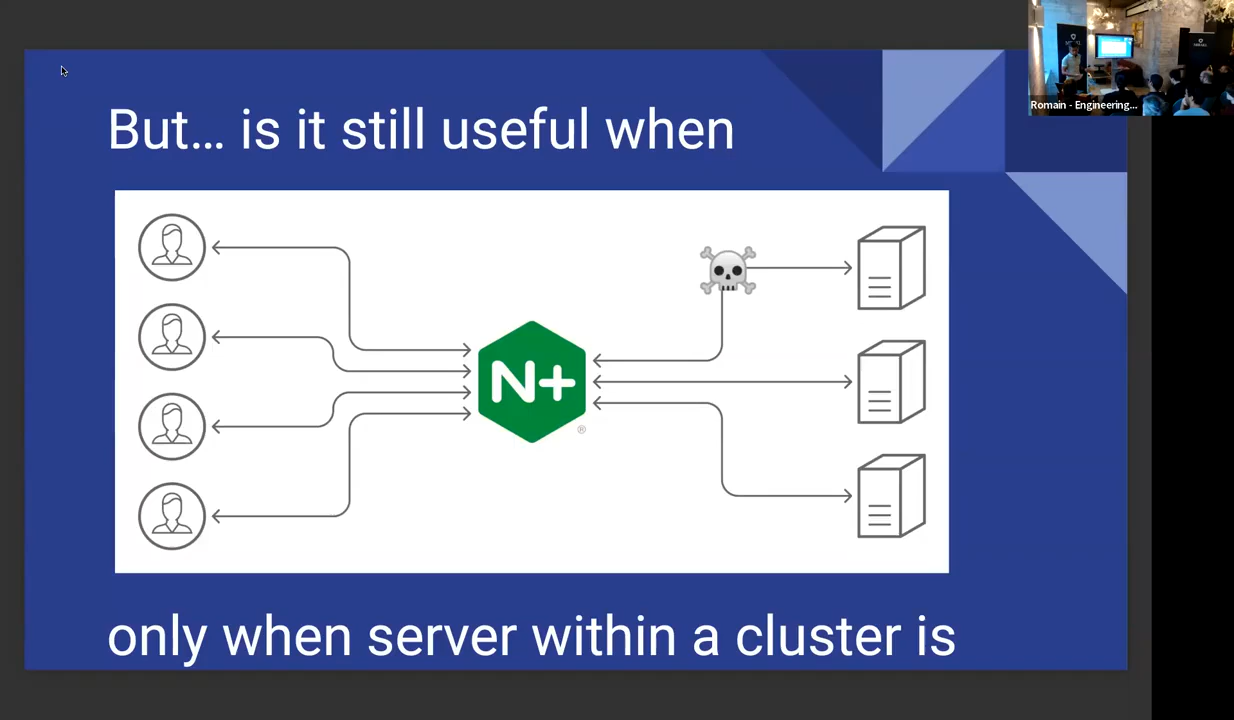 But... is it still useful when
Romain - Engineering...
N+
®
only when server within a cluster is